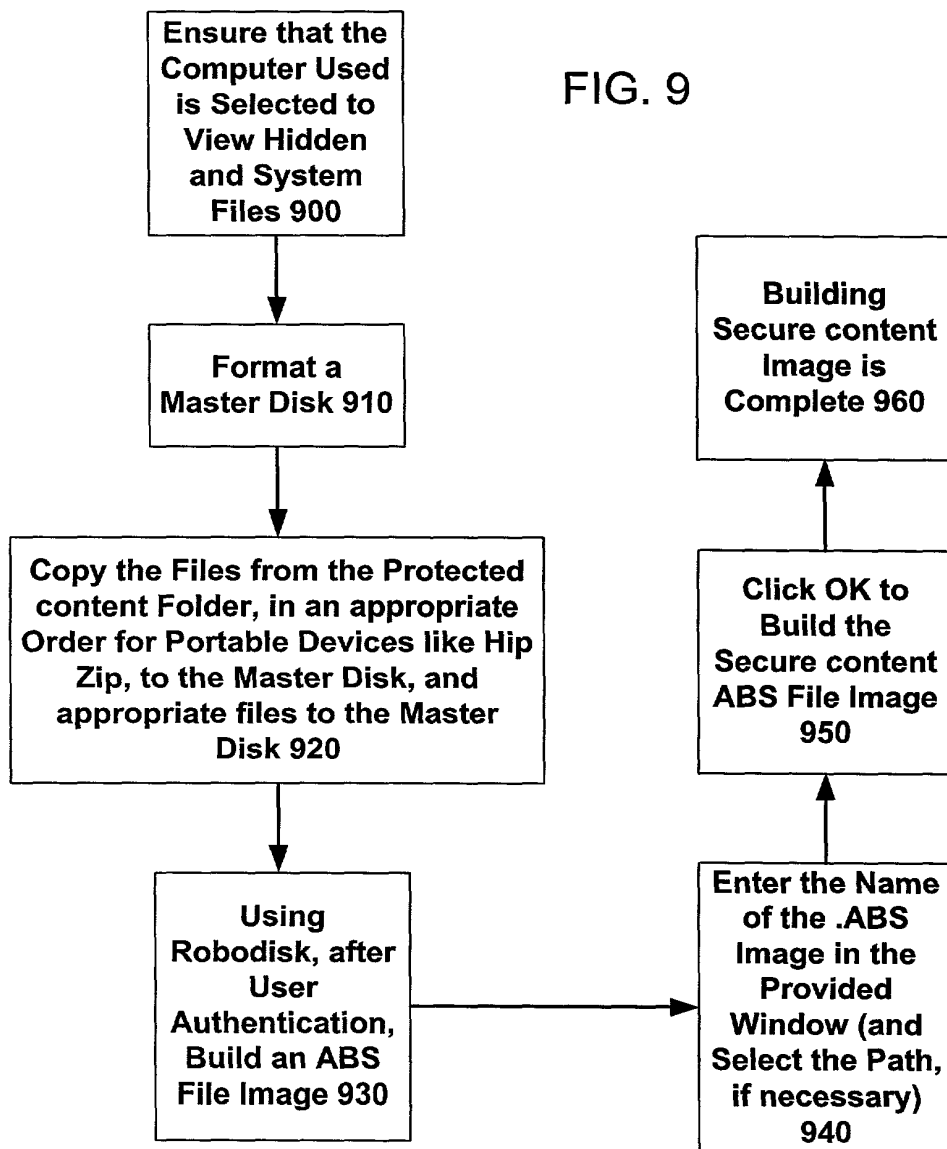 FIG. 9
Ensure that the
Computer Used
is Selected to
View Hidden
and System
Files 900
Format a
Master Disk 910
Copy the Files from the Protected
content Folder, in an appropriate
Order for Portable Devices like Hip
Zip, to the Master Disk, and
appropriate files to the Master
Disk 920
Using
Robodisk, after
User
Authentication,
Build an ABS
File Image 930
Enter the Name
of the .ABS
Image in the
Provided
Window (and
Select the Path,
if necessary)
940
Click OK to
Build the
Secure content
ABS File Image
950
Building
Secure content
Image is
Complete 960